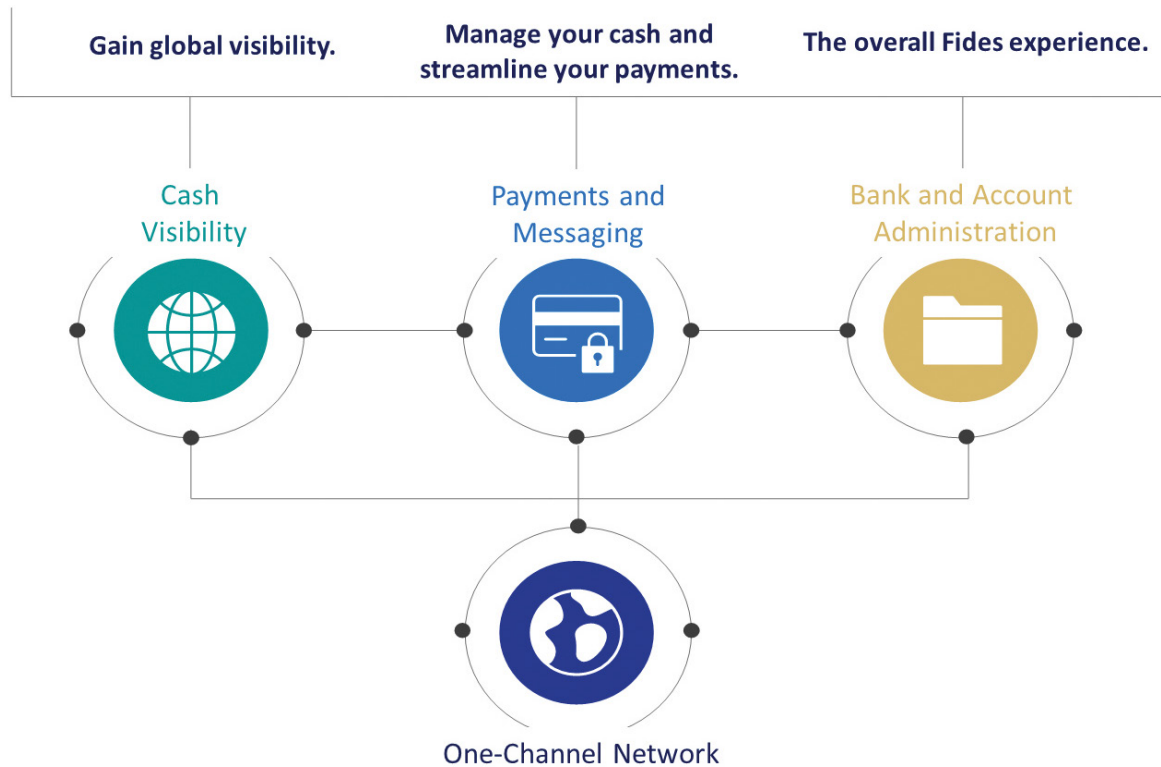 Gain global visibility.
Manage your cash and
streamline your payments.
The overall Fides experience.
Cash
Visibility
Payments and
Messaging
Bank and Account
Administration
One-Channel Network